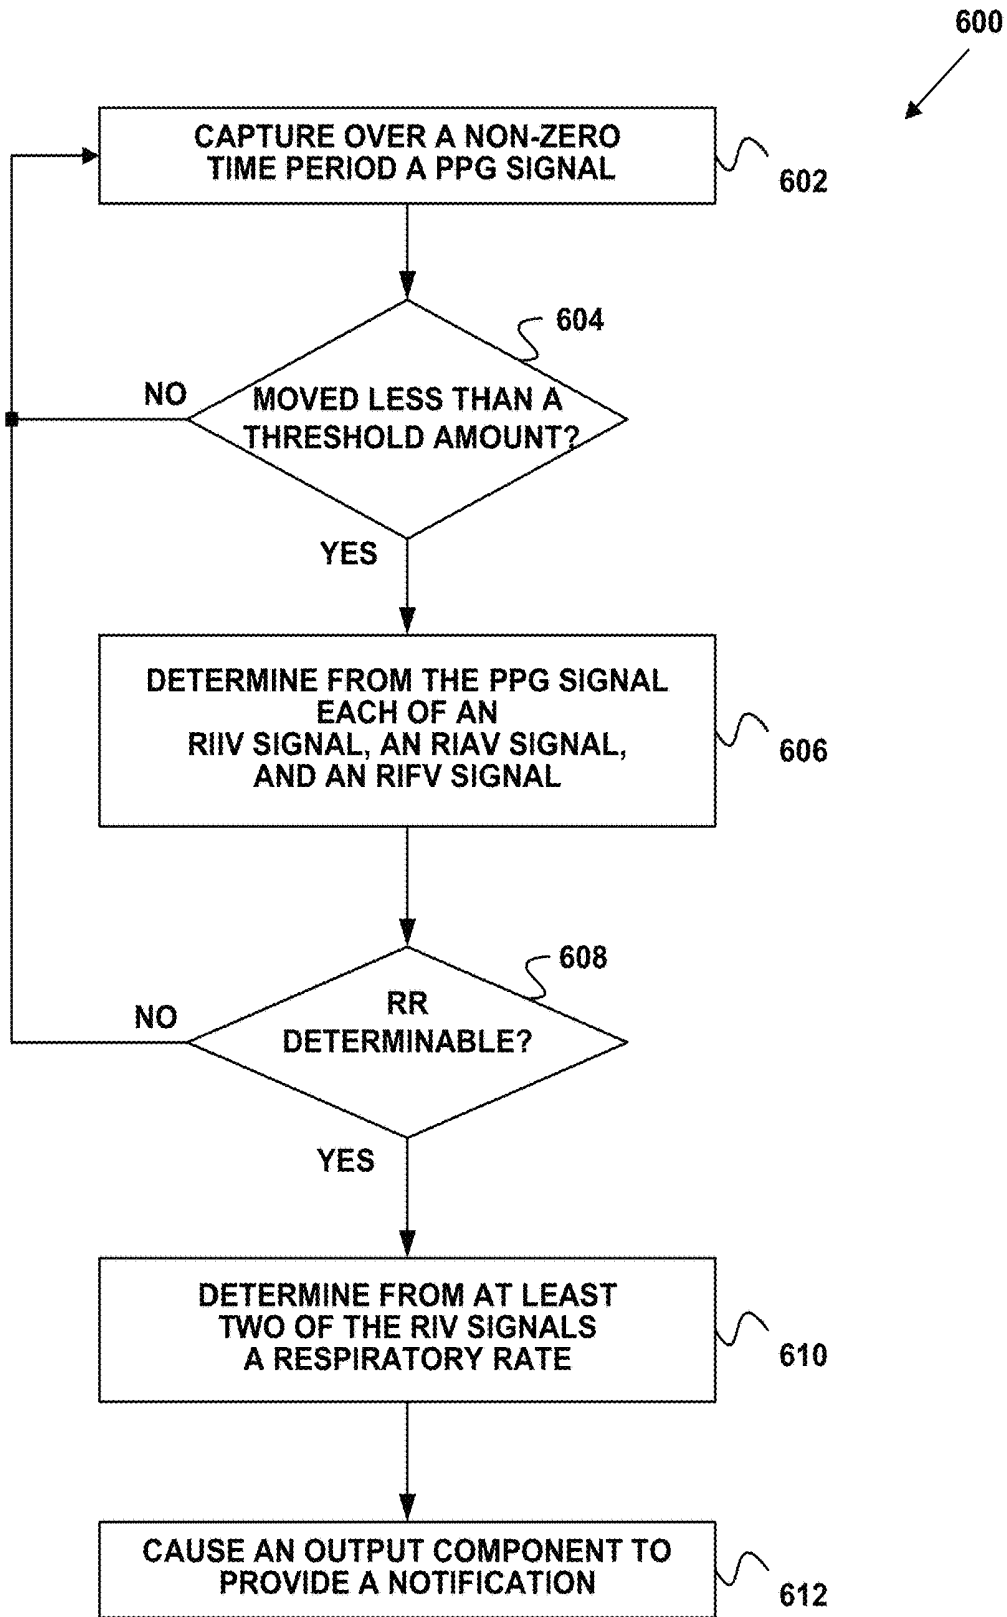 600
CAPTURE OVER A NON-ZERO
TIME PERIOD A PPG SIGNAL
602
604
NO
MOVED LESS THAN A
THRESHOLD AMOUNT?
YES
DETERMINE FROM THE PPG SIGNAL
EACH OF AN
RIIV SIGNAL, AN RIAV SIGNAL,
AND AN RIFV SIGNAL
606
608
NO
RR
DETERMINABLE?
YES
DETERMINE FROM AT LEAST
TWO OF THE RIV SIGNALS
A RESPIRATORY RATE
610
CAUSE AN OUTPUT COMPONENT TO
PROVIDE A NOTIFICATION
612